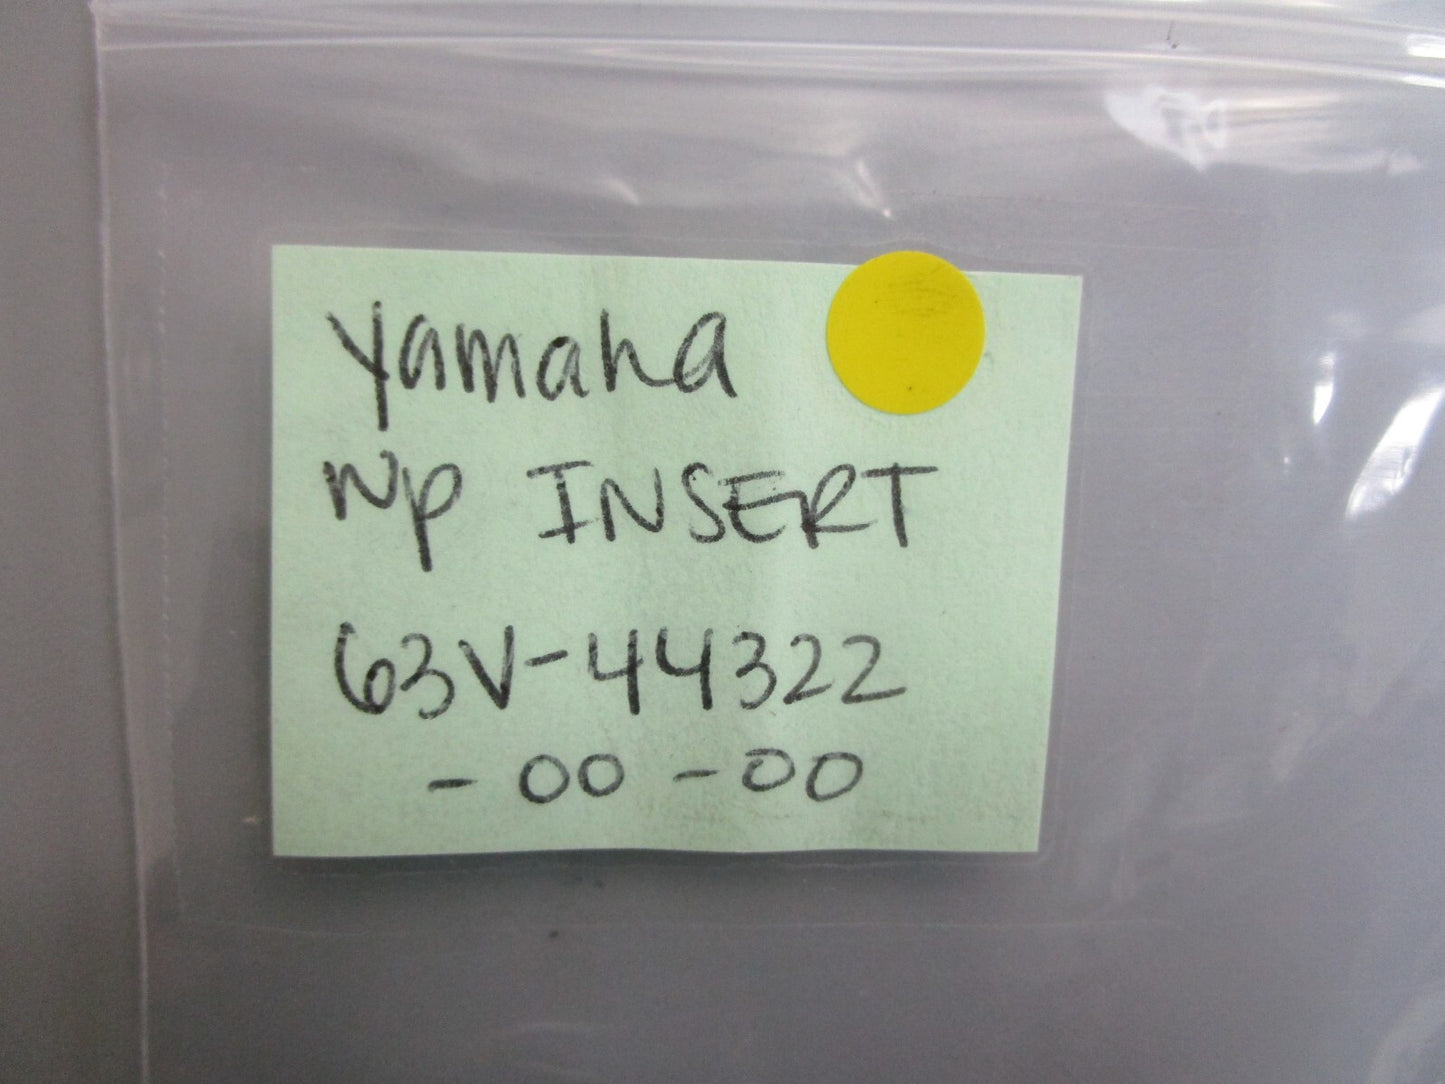 Yamaha
WP INSERT
63V-44322
-00-00